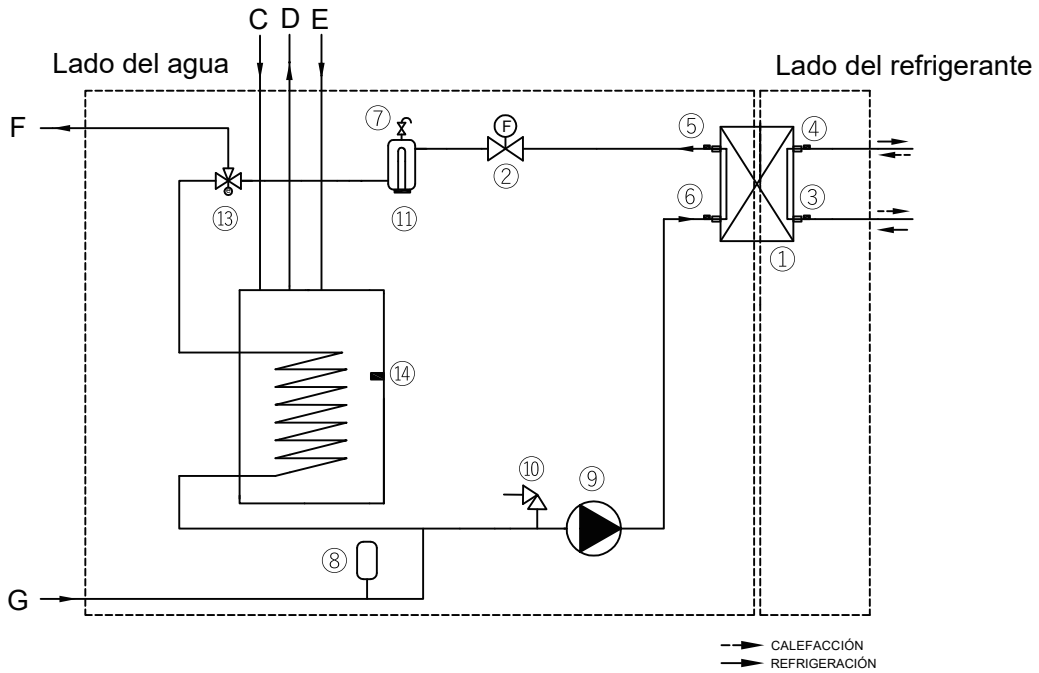 C D E
Lado del agua
Lado del refrigerante
F
⑦
F
⑤
④
②
⑥
③
⑬
⑪
①
⑭
⑩
⑨
⑧
G
CALEFACCIÓN
REFRIGERACIÓN